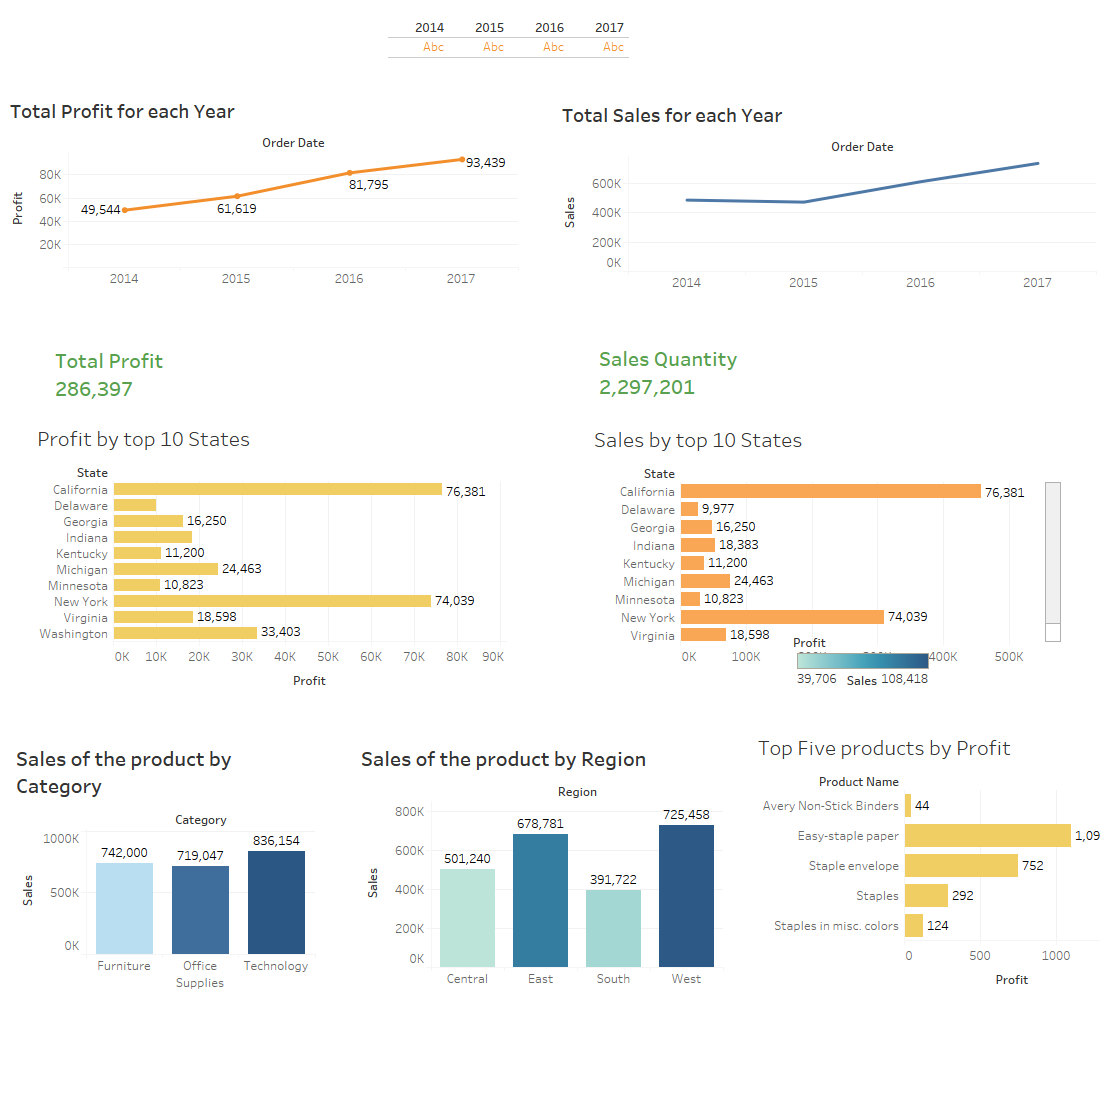 2014 2015 2016 2017
Abc Abc Abc Abc
Total Profit for each Year
Order Date
Profit
80K
60K
40K
20K
49,544
61,619
81,795
93,439
2014 2015 2016 2017
Total Sales for each Year
Order Date
Sales
600K
400K
200K
0K
2014 2015 2016 2017
Total Profit
286,397
Sales Quantity
2,297,201
Profit by top 10 States
State
California 76,381
Delaware
Georgia 16,250
Indiana
Kentucky 11,200
Michigan 24,463
Minnesota 10,823
New York 74,039
Virginia 18,598
Washington 33,403
0K 10K 20K 30K 40K 50K 60K 70K 80K 90K
Profit
Sales by top 10 States
State
California 76,381
Delaware 9,977
Georgia 16,250
Indiana 18,383
Kentucky 11,200
Michigan 24,463
Minnesota 10,823
New York 74,039
Virginia 18,598
0K 100K 400K 500K
Sales
Profit
39,706 108,418
Sales of the product by
Category
Category
Sales
1000K
500K
0K
742,000 719,047 836,154
Furniture Office Technology
Supplies
Sales of the product by Region
Region
Sales
800K
600K
400K
200K
0K
501,240 678,781 391,722 725,458
Central East South West
Top Five products by Profit
Product Name
Avery Non-Stick Binders 44
Easy-staple paper 1,09
Staple envelope 752
Staples 292
Staples in misc. colors 124
0 500 1000
Profit